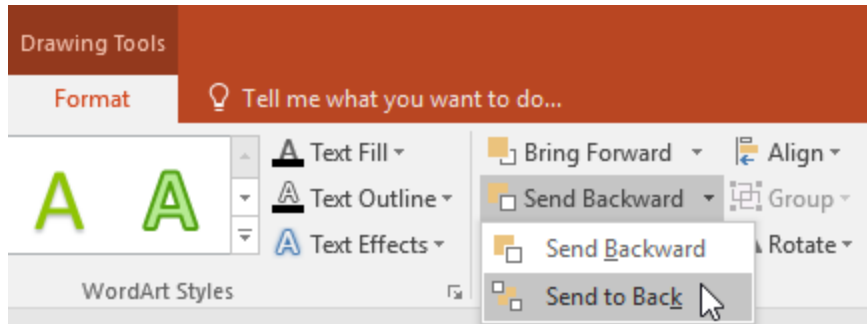 Drawing Tools
Format
Tell me what you want to do...
A A
Text Fill
Text Outline
Text Effects
WordArt Styles
Bring Forward
Send Backward
Send Backward
Send to Back
Align
Group
Rotate